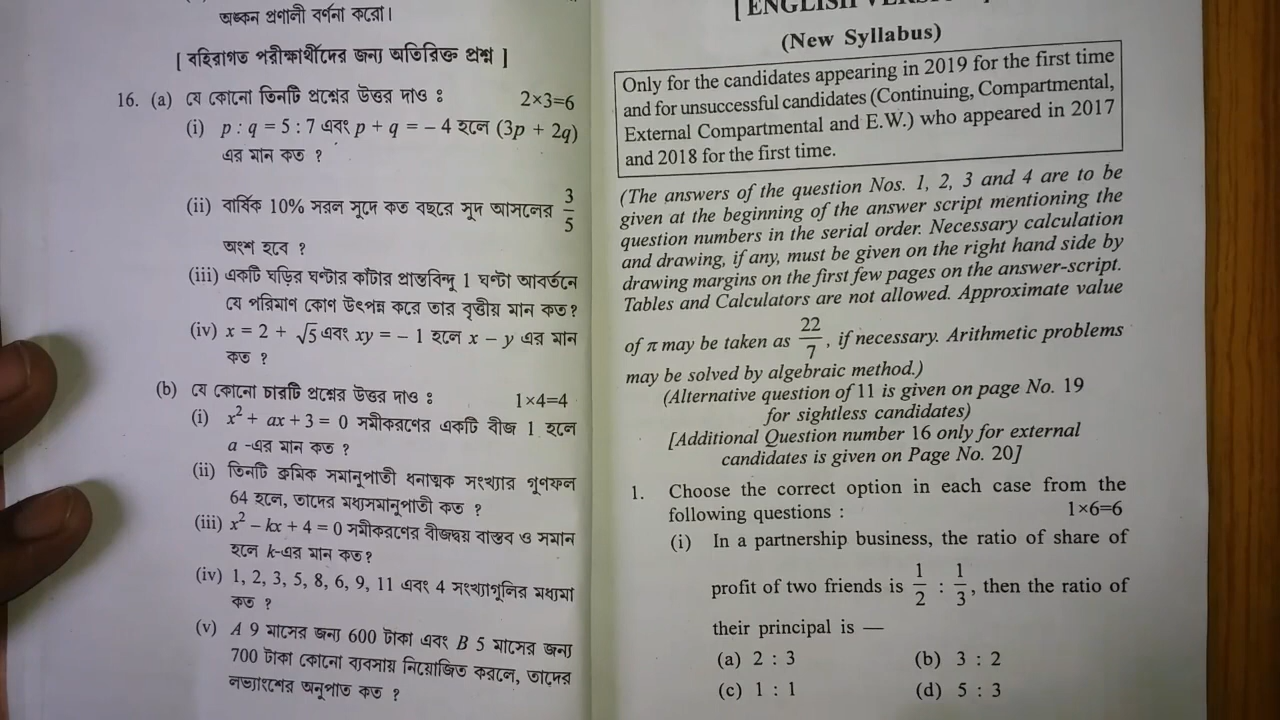 অঙ্কন প্রণালী বর্ণনা করো।
[ বহিরাগত পরীক্ষার্থীদের জন্য অতিরিক্ত প্রশ্ন ]
16. (a) যে কোনো তিনটি প্রশ্নের উত্তর দাও : 2×3=6
(i) p : q = 5 : 7 এবং p + q = – 4 হলে (3p + 2q)
এর মান কত ?
(ii) বার্ষিক 10% সরল সুদে কত বছরে সুদ আসলের 3/5
অংশ হবে ?
(iii) একটি ঘড়ির ঘণ্টার কাঁটার প্রান্তবিন্দু 1 ঘণ্টা আবর্তনে
যে পরিমাণ কোণ উৎপন্ন করে তার বৃত্তীয় মান কত?
(iv) x = 2 + √5 এবং xy = – 1 হলে x – y এর মান
কত ?
(b) যে কোনো চারটি প্রশ্নের উত্তর দাও : 1×4=4
(i) x² + ax + 3 = 0 সমীকরণের একটি বীজ 1 হলে
a -এর মান কত ?
(ii) তিনটি ক্রমিক সমানুপাতী ধনাত্মক সংখ্যার গুণফল
64 হলে, তাদের মধ্যসমানুপাতী কত ?
(iii) x² – kx + 4 = 0 সমীকরণের বীজদ্বয় বাস্তব ও সমান
হলে k-এর মান কত?
(iv) 1, 2, 3, 5, 8, 6, 9, 11 এবং 4 সংখ্যাগুলির মধ্যমা
কত ?
(v) A 9 মাসের জন্য 600 টাকা এবং B 5 মাসের জন্য
700 টাকা কোনো ব্যবসায় নিয়োজিত করলে, তাদের
লভ্যাংশের অনুপাত কত ?
[ ENGLISH
(New Syllabus)
Only for the candidates appearing in 2019 for the first time
and for unsuccessful candidates (Continuing, Compartmental,
External Compartmental and E.W.) who appeared in 2017
and 2018 for the first time.
(The answers of the question Nos. 1, 2, 3 and 4 are to be
given at the beginning of the answer script mentioning the
question numbers in the serial order. Necessary calculation
and drawing, if any, must be given on the right hand side by
drawing margins on the first few pages on the answer-script.
Tables and Calculators are not allowed. Approximate value
of π may be taken as 22/7, if necessary. Arithmetic problems
may be solved by algebraic method.)
(Alternative question of 11 is given on page No. 19
for sightless candidates)
[Additional Question number 16 only for external
candidates is given on Page No. 20]
1. Choose the correct option in each case from the
following questions : 1×6=6
(i) In a partnership business, the ratio of share of
profit of two friends is 1/2 : 1/3, then the ratio of
their principal is —
(a) 2 : 3 (b) 3 : 2
(c) 1 : 1 (d) 5 : 3